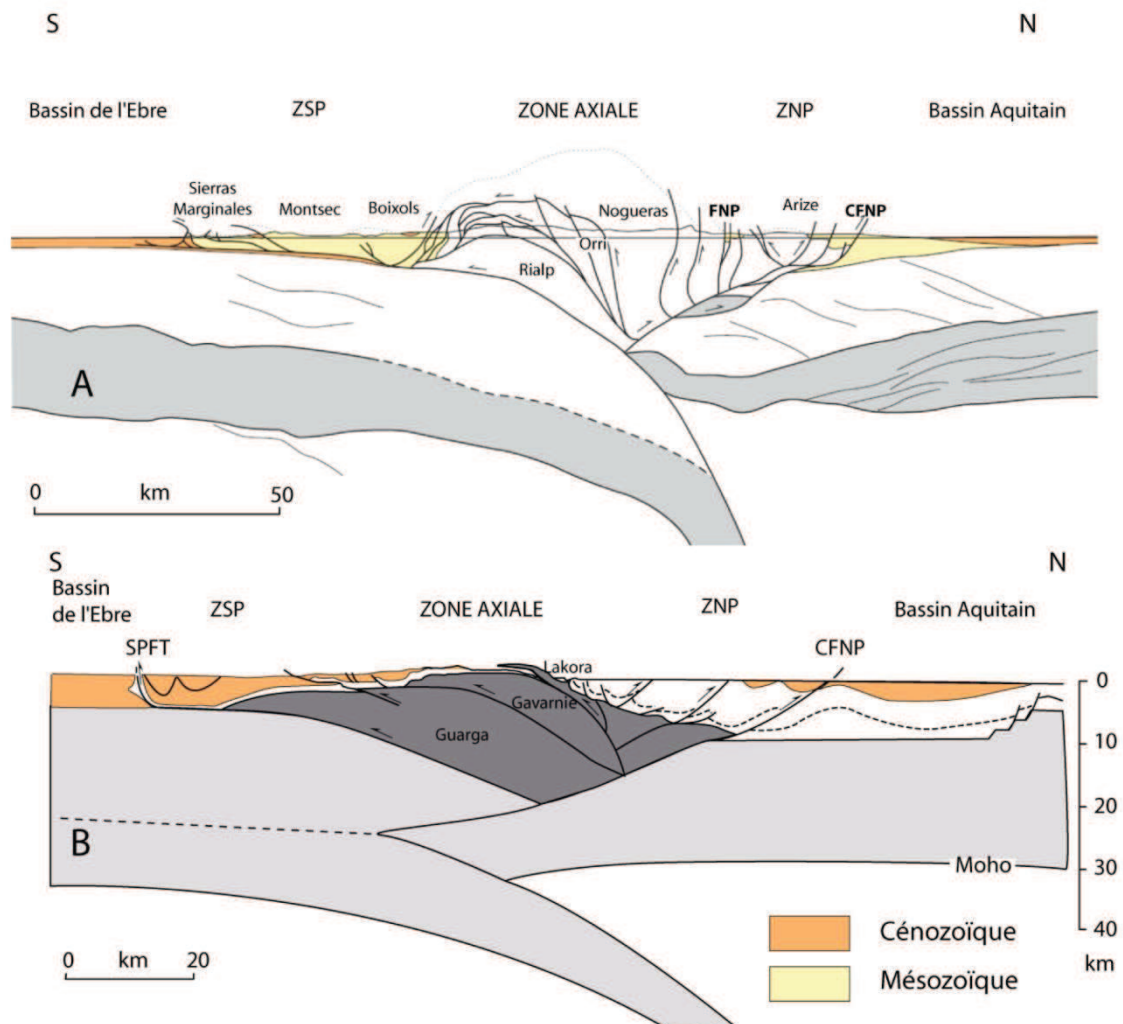 S N
Bassin de l'Ebre ZSP ZONE AXIALE ZNP Bassin Aquitain
Sierras
Marginales Montsec Boixols Nogueras FNP Arize CFNP
Orri
Rialp
A
0 km 50
S N
Bassin
de l'Ebre ZSP ZONE AXIALE ZNP Bassin Aquitain
SPFT CFNP
Lakora 0
Gavarnie
Guarga 10
20
B
Moho 30
Cénozoïque 40
0 km 20 km
Mésozoïque